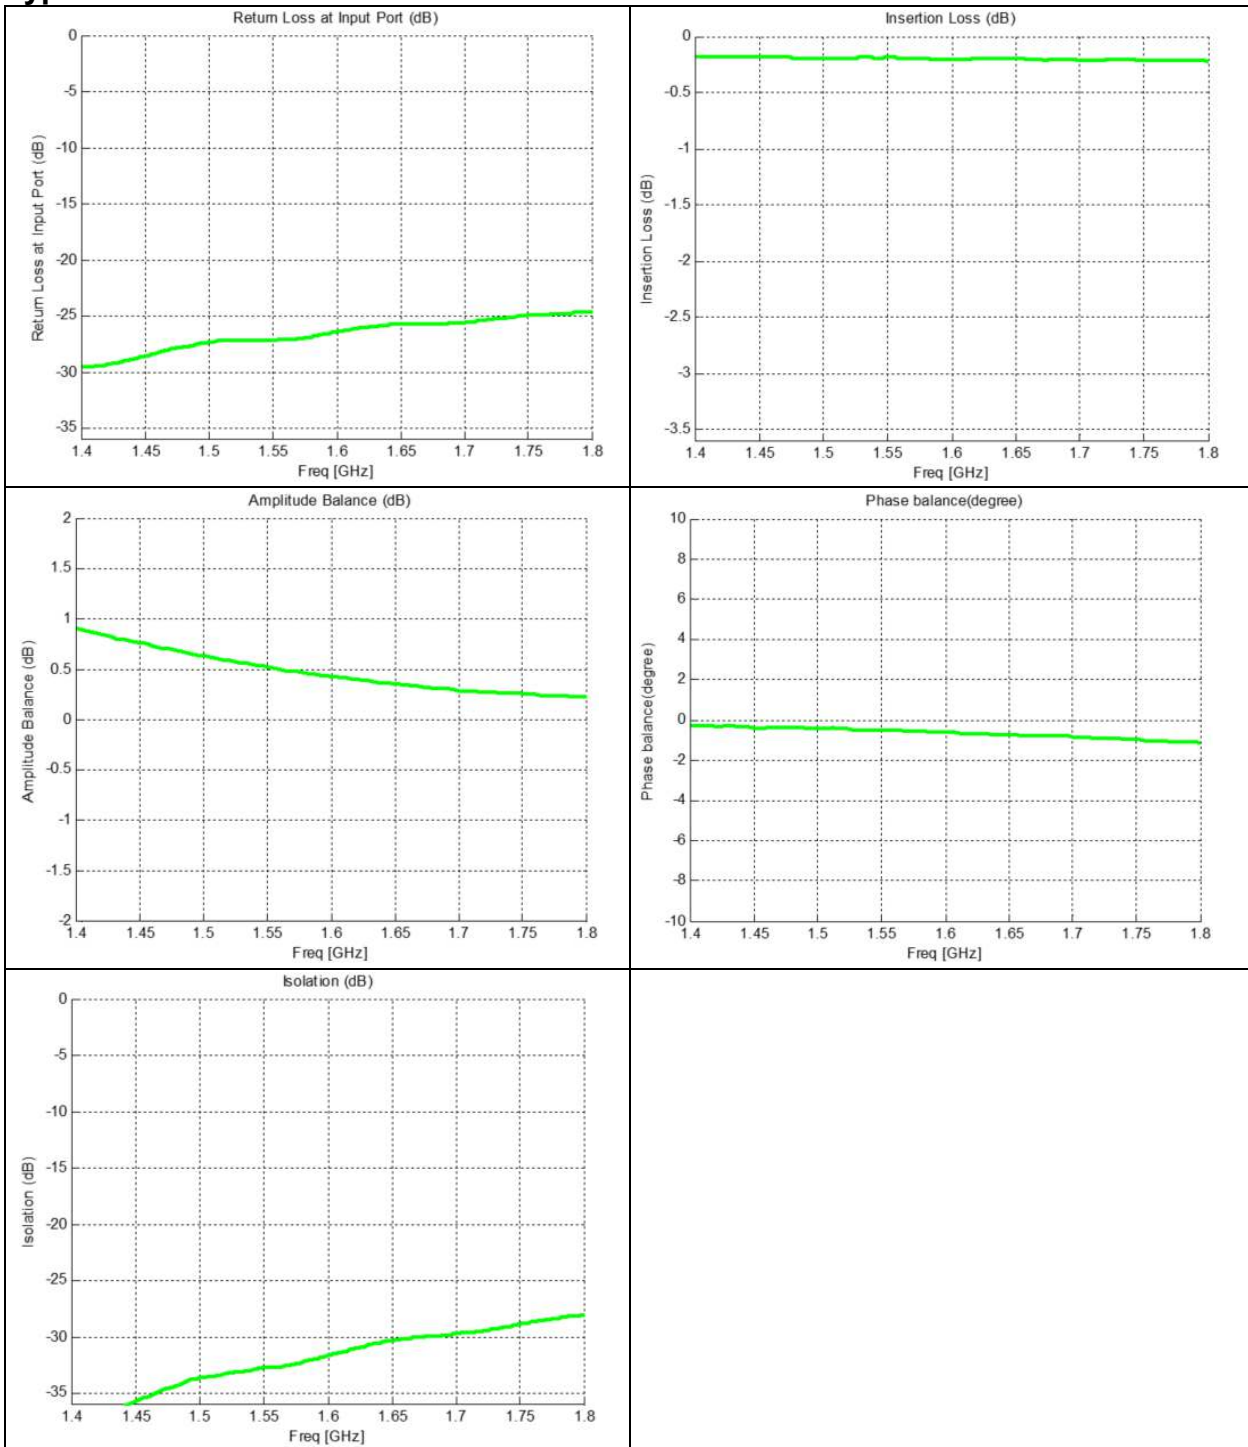 Return Loss at Input Port (dB)
0
-5
-10
-15
-20
-25
-30
-35
Return Loss at Input Port (dB)
1.4 1.45 1.5 1.55 1.6 1.65 1.7 1.75 1.8
Freq [GHz]
Insertion Loss (dB)
0
-0.5
-1
-1.5
-2
-2.5
-3
-3.5
Insertion Loss (dB)
1.4 1.45 1.5 1.55 1.6 1.65 1.7 1.75 1.8
Freq [GHz]
Amplitude Balance (dB)
2
1.5
1
0.5
0
-0.5
-1
-1.5
-2
Amplitude Balance (dB)
1.4 1.45 1.5 1.55 1.6 1.65 1.7 1.75 1.8
Freq [GHz]
Phase balance(degree)
10
8
6
4
2
0
-2
-4
-6
-8
-10
Phase balance(degree)
1.4 1.45 1.5 1.55 1.6 1.65 1.7 1.75 1.8
Freq [GHz]
Isolation (dB)
0
-5
-10
-15
-20
-25
-30
-35
Isolation (dB)
1.4 1.45 1.5 1.55 1.6 1.65 1.7 1.75 1.8
Freq [GHz]